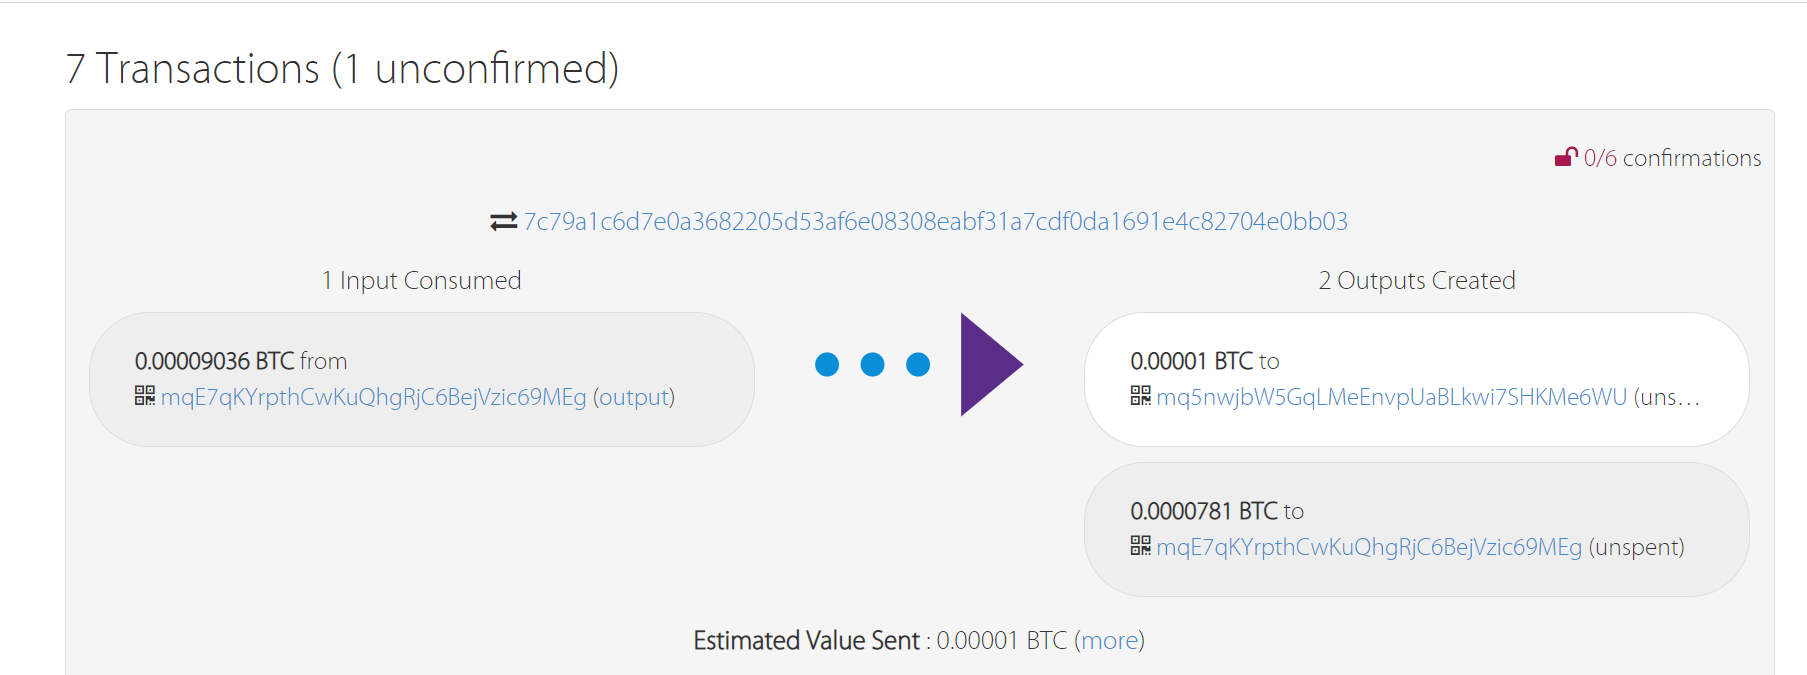 7 Transactions (1 unconfirmed)
0/6 confirmations
7c79a1c6d7e0a3682205d53af6e08308eabf31a7cdf0da1691e4c82704e0bb03
1 Input Consumed
2 Outputs Created
0.00009036 BTC from
mqE7qKYrpthCwKuQhgRjC6BejVzic69MEg (output)
0.00001 BTC to
mq5nwjbW5GqLMeEnvpUaBLkwi7SHKMe6WU (uns...
0.0000781 BTC to
mqE7qKYrpthCwKuQhgRjC6BejVzic69MEg (unspent)
Estimated Value Sent : 0.00001 BTC (more)